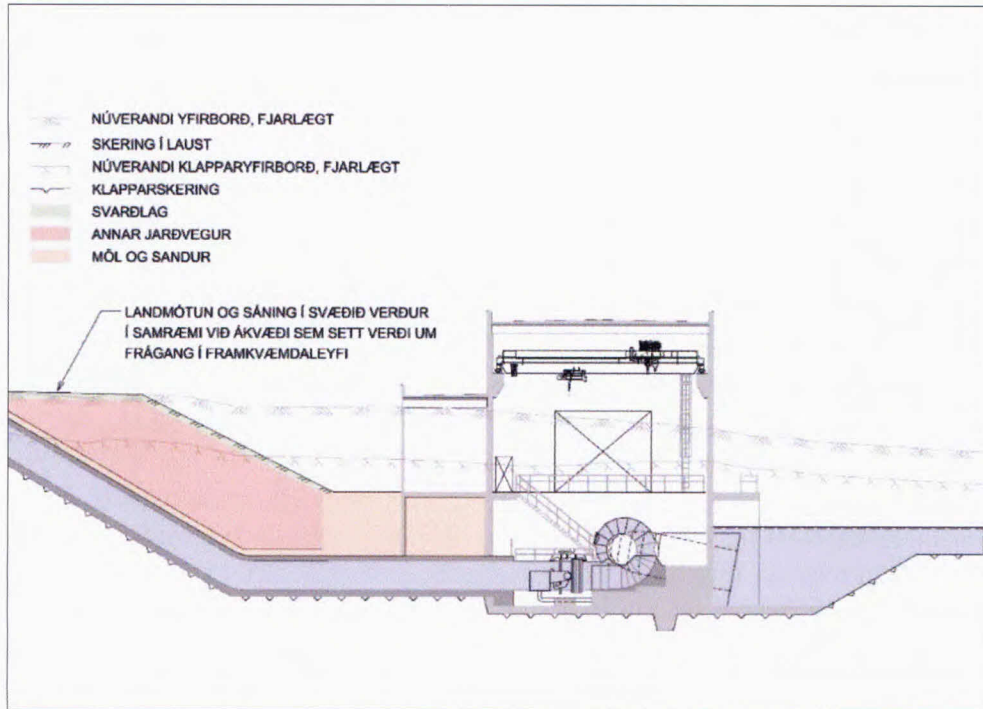 NÚVERANDI YFIRBORÐ, FJARLÆGT
SKERING Í LAUST
NÚVERANDI KLAPPARYFIRBORÐ, FJARLÆGT
KLAPPARSKERING
SVARÐLAG
ANNAR JARÐVEGUR
MÖL OG SANDUR
LANDMÓTUN OG SÁNING Í SVÆÐIÐ VERÐUR
Í SAMRÆMI VIÐ ÁKVÆÐI SEM SETT VERÐI UM
FRÁGANG Í FRAMKVÆMDALEYFI